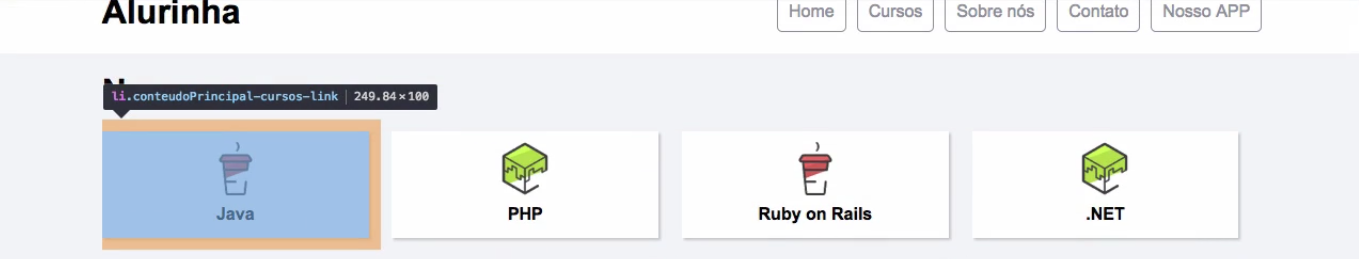 Alurinha
Home Cursos Sobre nós Contato Nosso APP
li.conteudoPrincipal-cursos-link | 249.84×100
Java PHP Ruby on Rails .NET